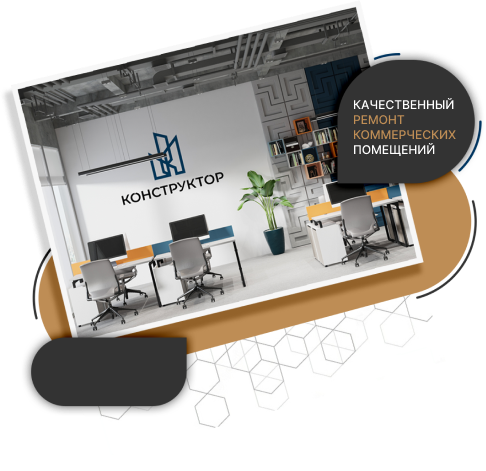 КАЧЕСТВЕННЫЙ
РЕМОНТ
КОММЕРЧЕСКИХ
ПОМЕЩЕНИЙ
КОНСТРУКТОР